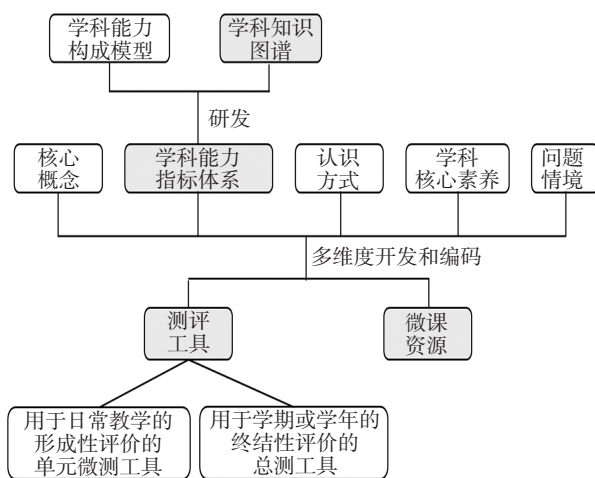 学科能力
构成模型
学科知识
图谱
研发
核心
概念
学科能力
指标体系
认识
方式
学科
核心素养
问题
情境
多维度开发和编码
测评
工具
微课
资源
用于日常教学的
形成性评价的
单元微测工具
用于学期或学年的
终结性评价的
总测工具